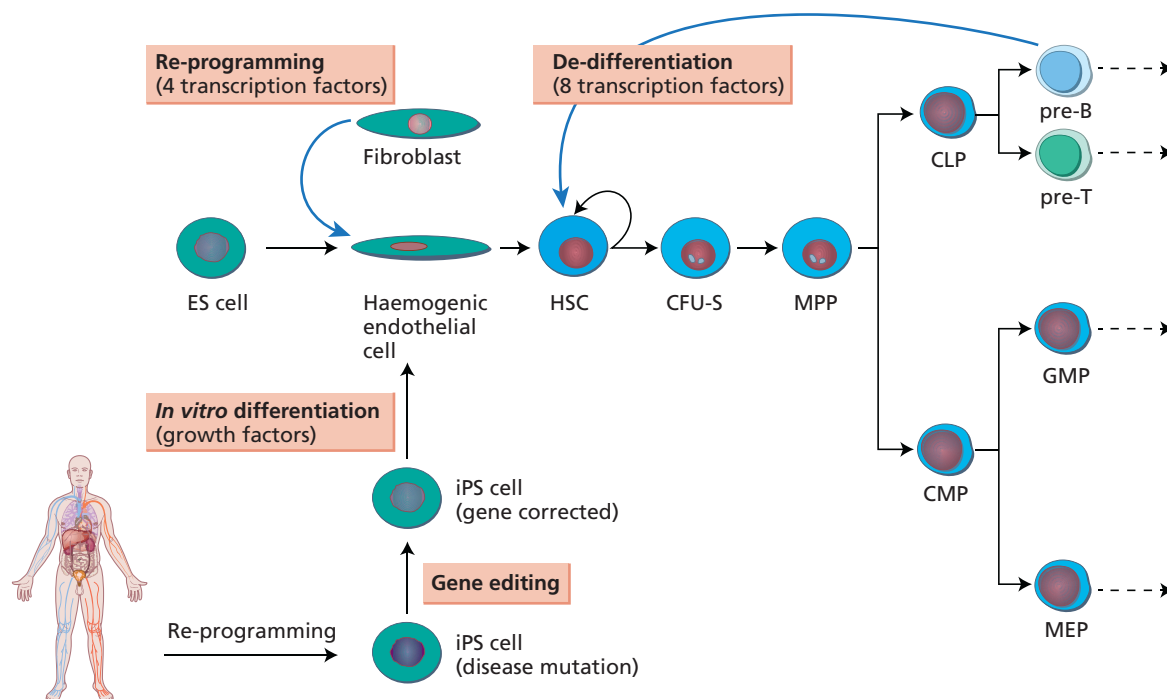 Re-programming
(4 transcription factors)
De-differentiation
(8 transcription factors)
pre-B
Fibroblast
CLP
pre-T
ES cell
Haemogenic
endothelial
cell
HSC
CFU-S
MPP
GMP
In vitro differentiation
(growth factors)
iPS cell
(gene corrected)
CMP
Gene editing
Re-programming
iPS cell
(disease mutation)
MEP